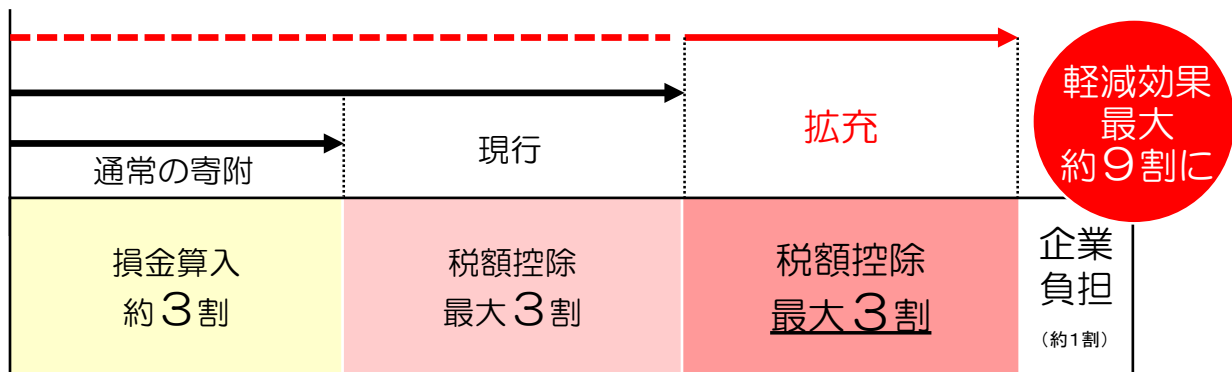 軽減効果
最大
約９割に
拡充
現行
通常の寄附
損金算入
約３割
税額控除
最大３割
税額控除
最大３割
企業
負担
（約1割）